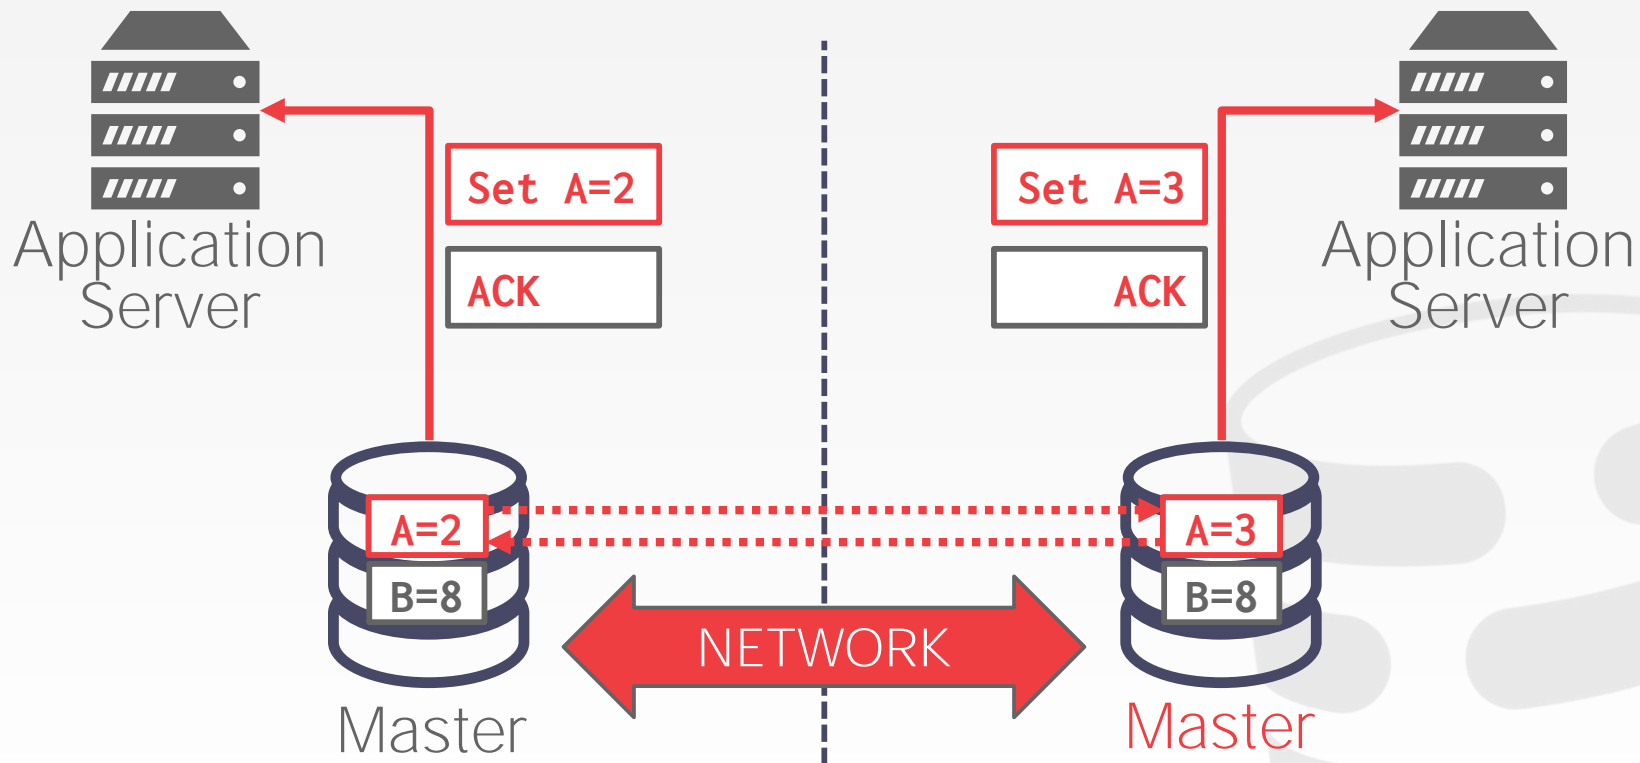 Set A=2
Set A=3
Application
Server
Application
Server
ACK
ACK
A=2
A=3
B=8
B=8
NETWORK
Master
Master